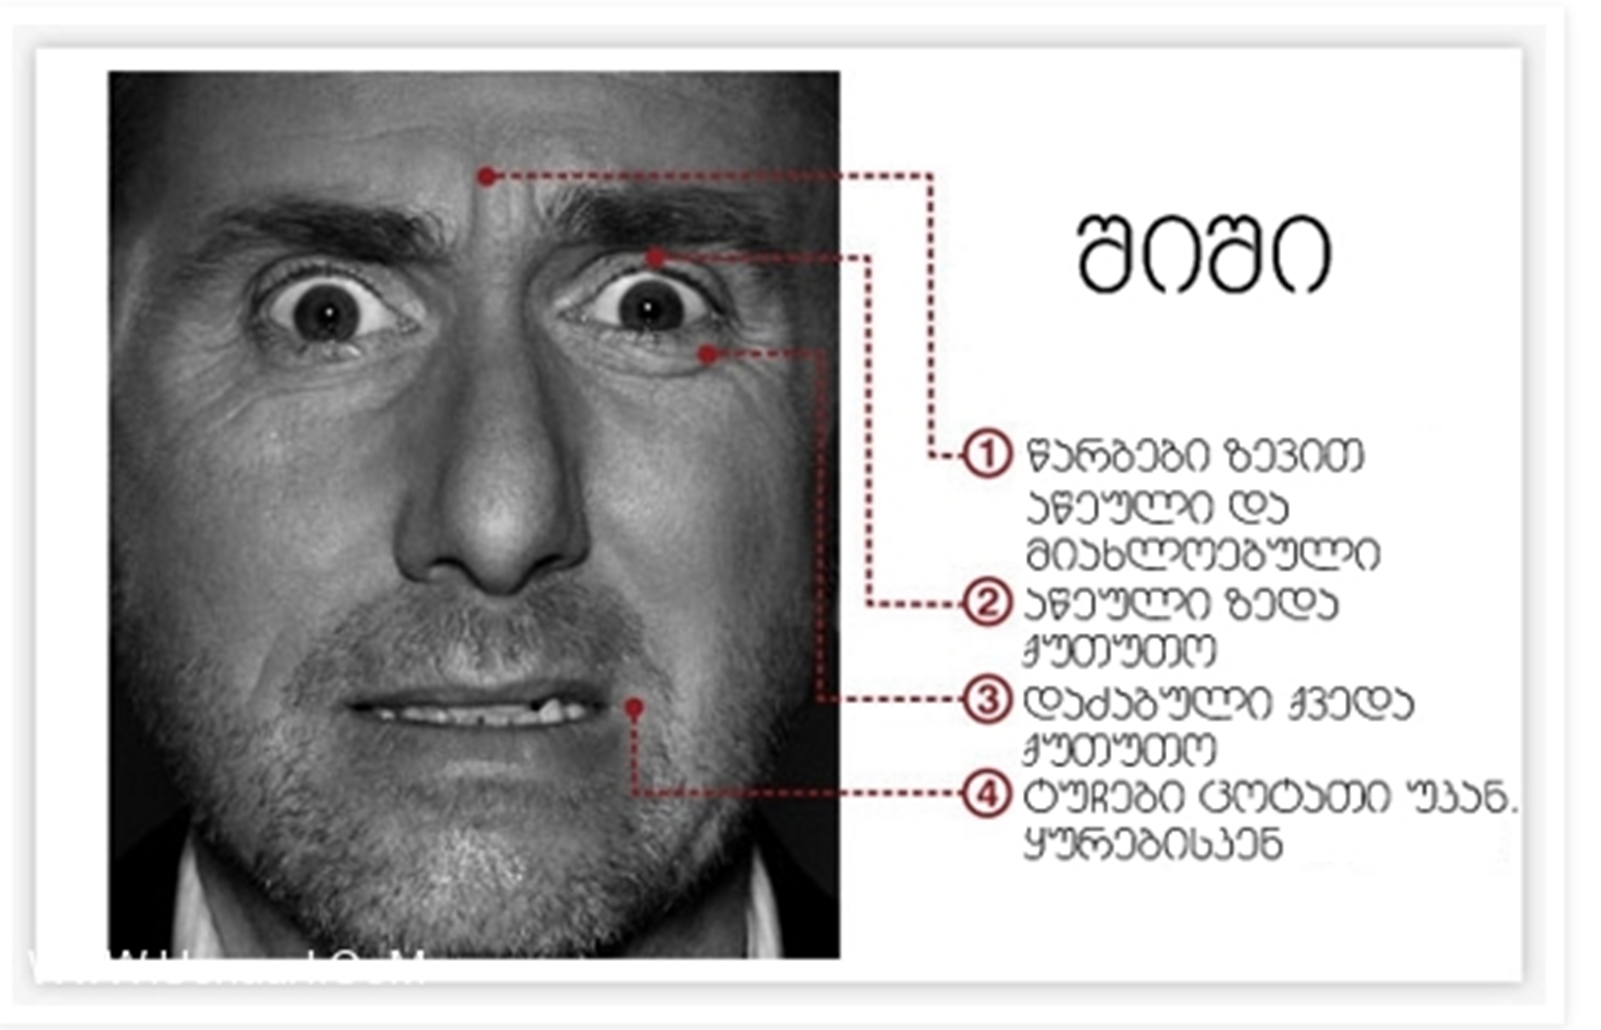 შიში
1 წარბები ზევით
აწეული და
მიახლოებული
2 აწეული ზედა
ქუთუთო
3 დაძაბული ქვედა
ქუთუთო
4 ტუჩები ცოტათი უკან.
ყურებისკენ